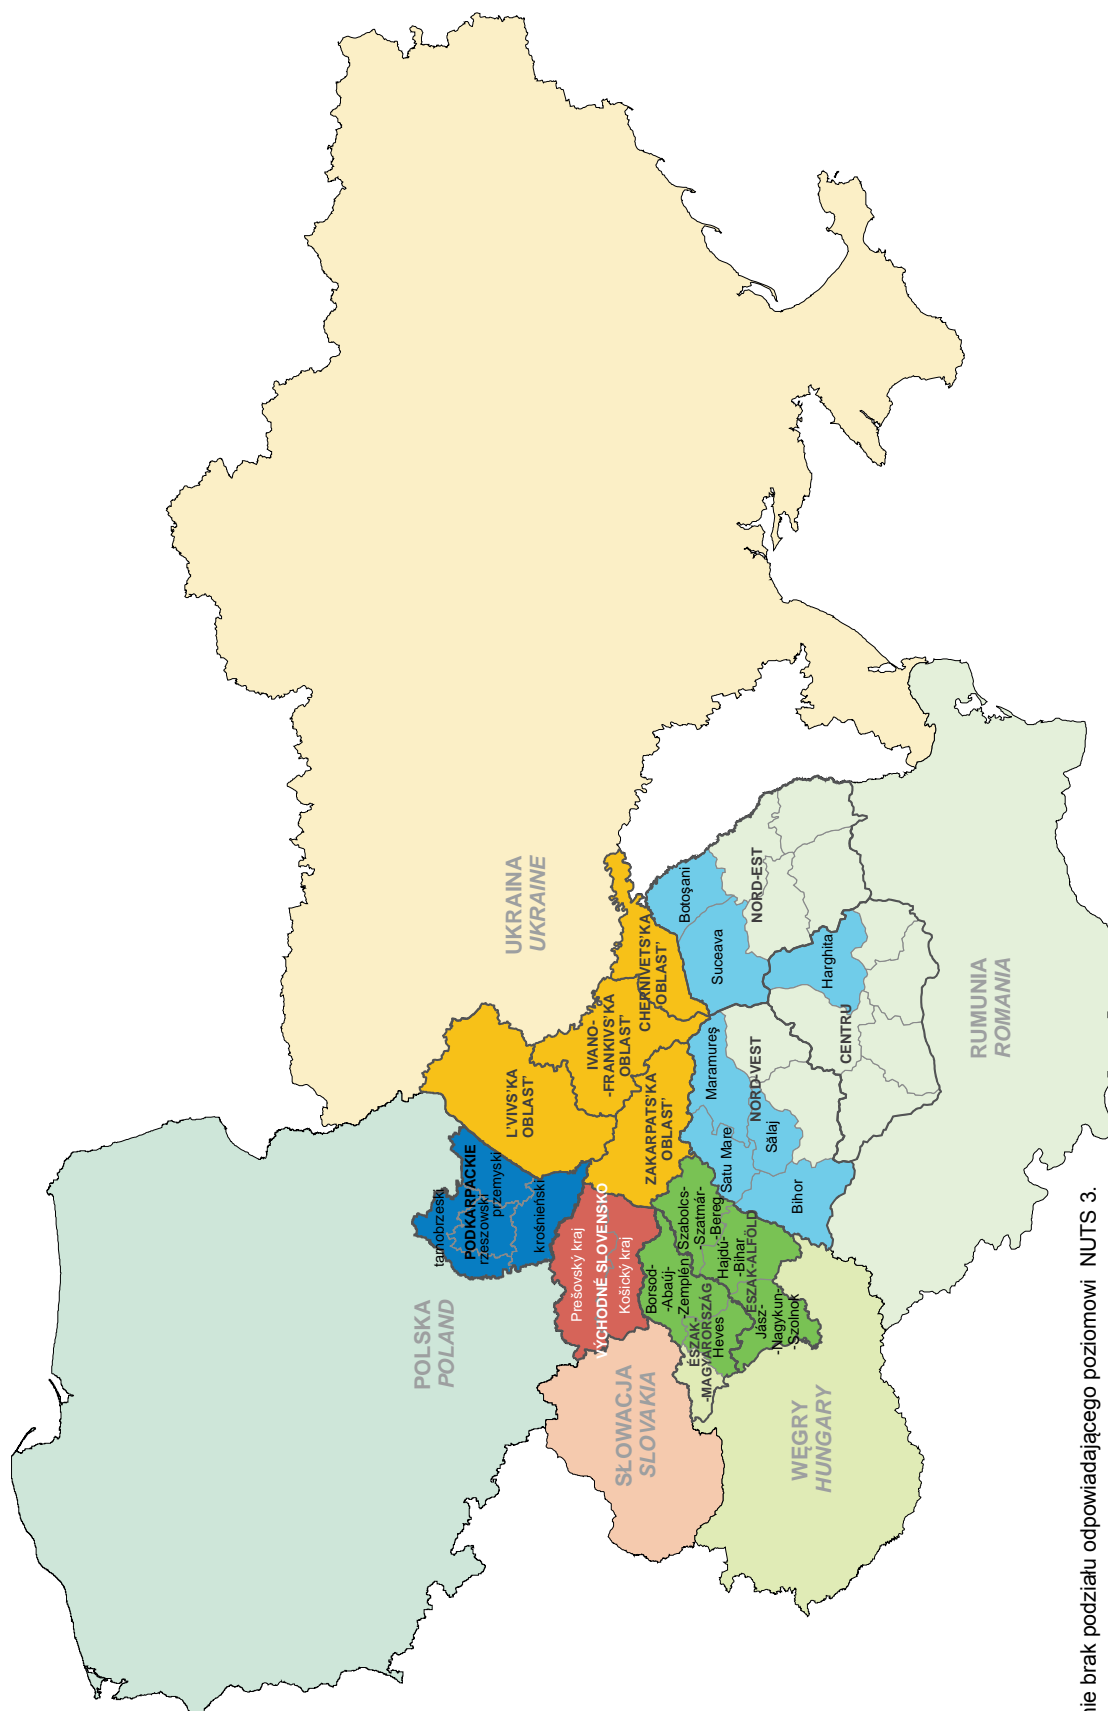 POLSKA
POLAND
UKRAINA
UKRAINE
SŁOWACJA
SLOVAKIA
WĘGRY
HUNGARY
RUMUNIA
ROMANIA
tarnobrzeski
PODKARPACKIE
rzeszowski
przemyski
krośnieński
Prešovský kraj
VÝCHODNÉ SLOVENSKO
Košický kraj
L'VIVS'KA
OBLAST'
IVANO-
-FRANKIVS'KA
OBLAST'
CHERNIVETS'KA
OBLAST'
ZAKARPATS'KA
OBLAST'
Borsod-
-Abaúj-
-Zemplén
ÉSZAK-
-MAGYARORSZÁG
Heves
Szabolcs-
-Szatmár-
-Bereg
Hajdú-
-Bihar
ÉSZAK-ALFÖLD
Jász-
-Nagykun-
-Szolnok
Satu Mare
Maramureş
NORD-VEST
Sălaj
Bihor
Botoşani
Suceava
NORD-EST
Harghita
CENTRU
nie brak podziału odpowiadającego poziomowi NUTS 3.